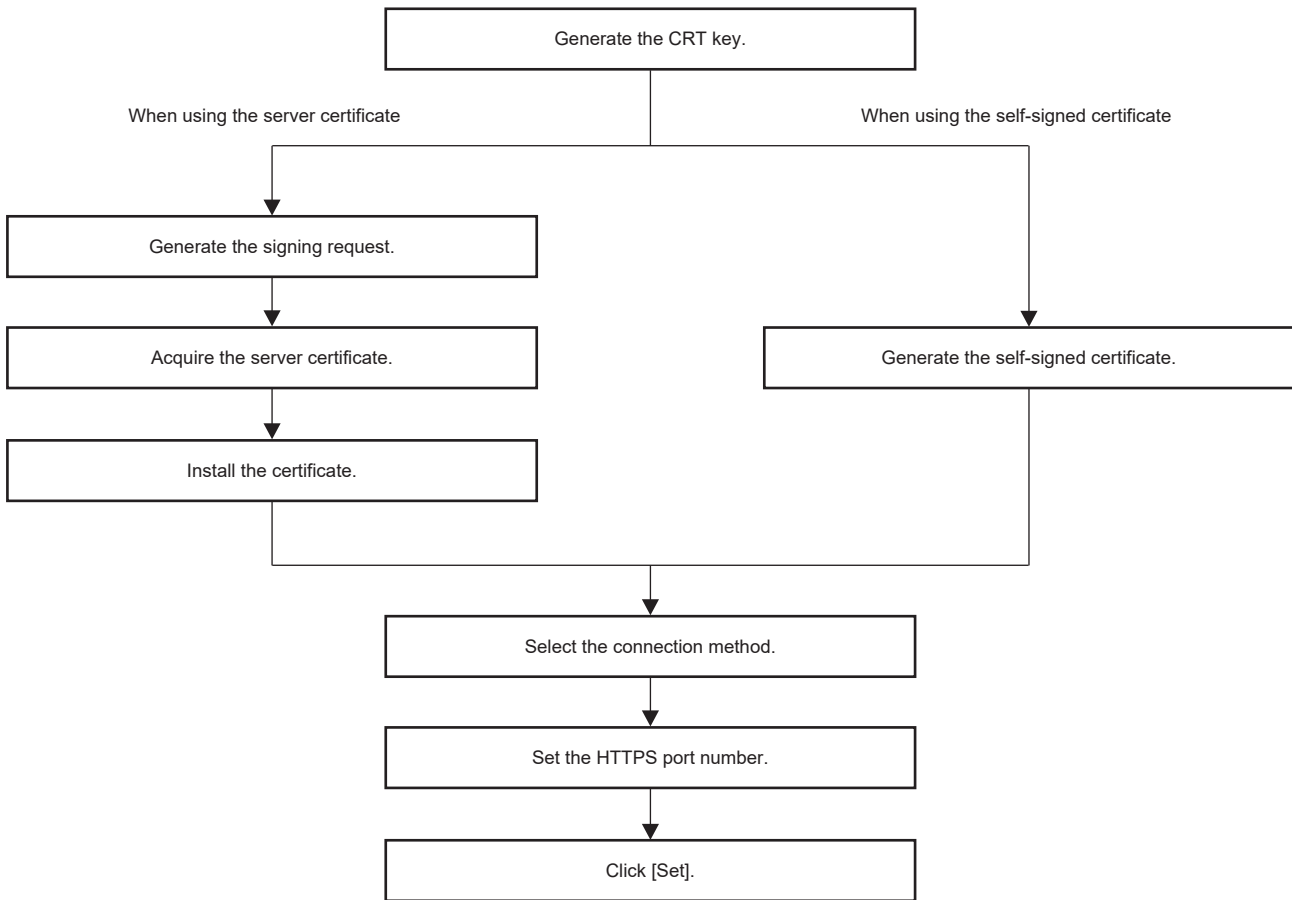 Generate the CRT key.
When using the server certificate
When using the self-signed certificate
Generate the signing request.
Acquire the server certificate.
Generate the self-signed certificate.
Install the certificate.
Select the connection method.
Set the HTTPS port number.
Click [Set].